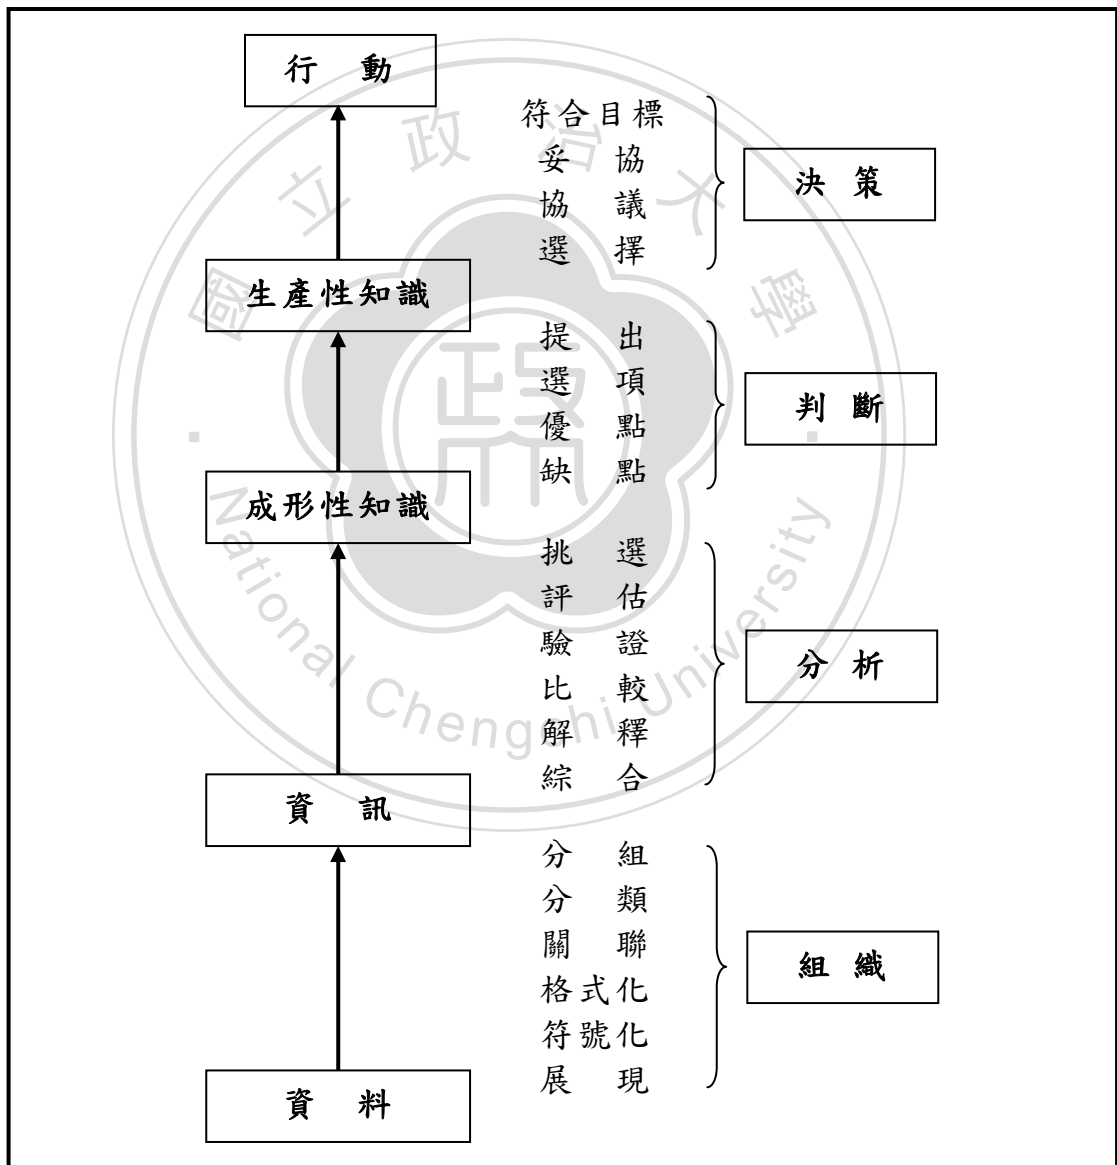 行動
符合目標
妥協
協議
選擇
決策
生產性知識
提出
選項
優點
缺點
判斷
成形性知識
挑選
評估
驗證
比較
解釋
綜合
分析
資訊
分組
分類
關聯
格式化
符號化
展現
組織
資料
國立政治大學
政
National Chengchi University